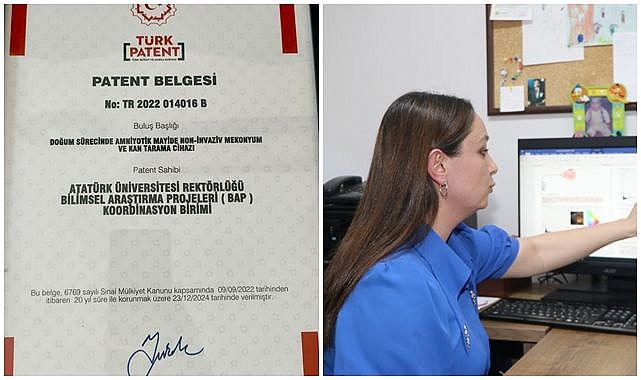 TÜRK
PATENT
PATENT BELGESİ
No: TR 2022 014016 B
Buluş Başlığı
DOĞUM SÜRECİNDE AMNİYOTİK MAYİDE NON-İNVAZİV MEKONYUM
VE KAN TARAMA CİHAZI
Patent Sahibi
ATATÜRK ÜNİVERSİTESİ REKTÖRLÜĞÜ
BİLİMSEL ARAŞTIRMA PROJELERİ ( BAP )
KOORDİNASYON BİRİMİ
Bu belge, 6769 sayılı Sınai Mülkiyet Kanunu kapsamında 09/09/2022 tarihinden
itibaren 20 yıl süre ile korunmak üzere 23/12/2024 tarihinde verilmiştir.